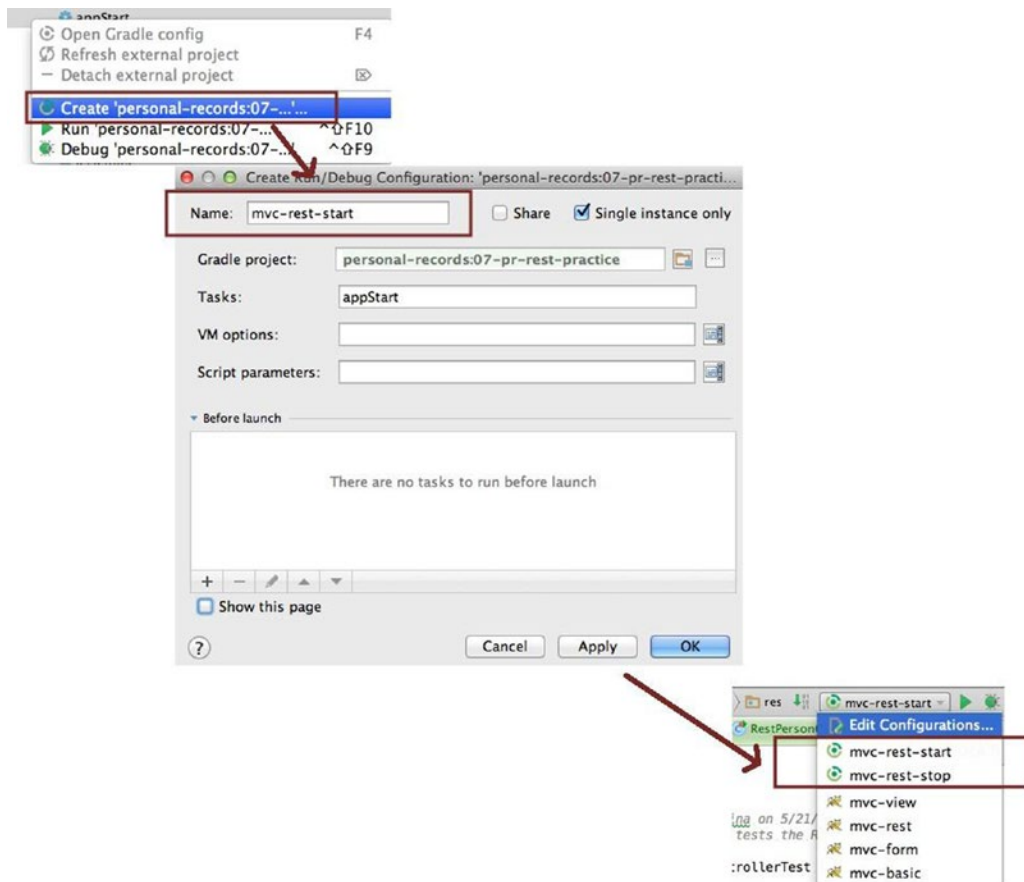 appStart
Open Gradle config F4
Refresh external project
Detach external project
Create 'personal-records:07-...'...
Run 'personal-records:07-... ^⇧F10
Debug 'personal-records:07-...' ^⇧F9
Create Run/Debug Configuration: 'personal-records:07-pr-rest-practi...
Name: mvc-rest-start Share Single instance only
Gradle project: personal-records:07-pr-rest-practice
Tasks: appStart
VM options:
Script parameters:
Before launch
There are no tasks to run before launch
Show this page
? Cancel Apply OK
res mvc-rest-start
RestPerson Edit Configurations...
mvc-rest-start
mvc-rest-stop
mvc-view
on 5/21/ mvc-rest
tests the R
mvc-form
:rollerTest mvc-basic